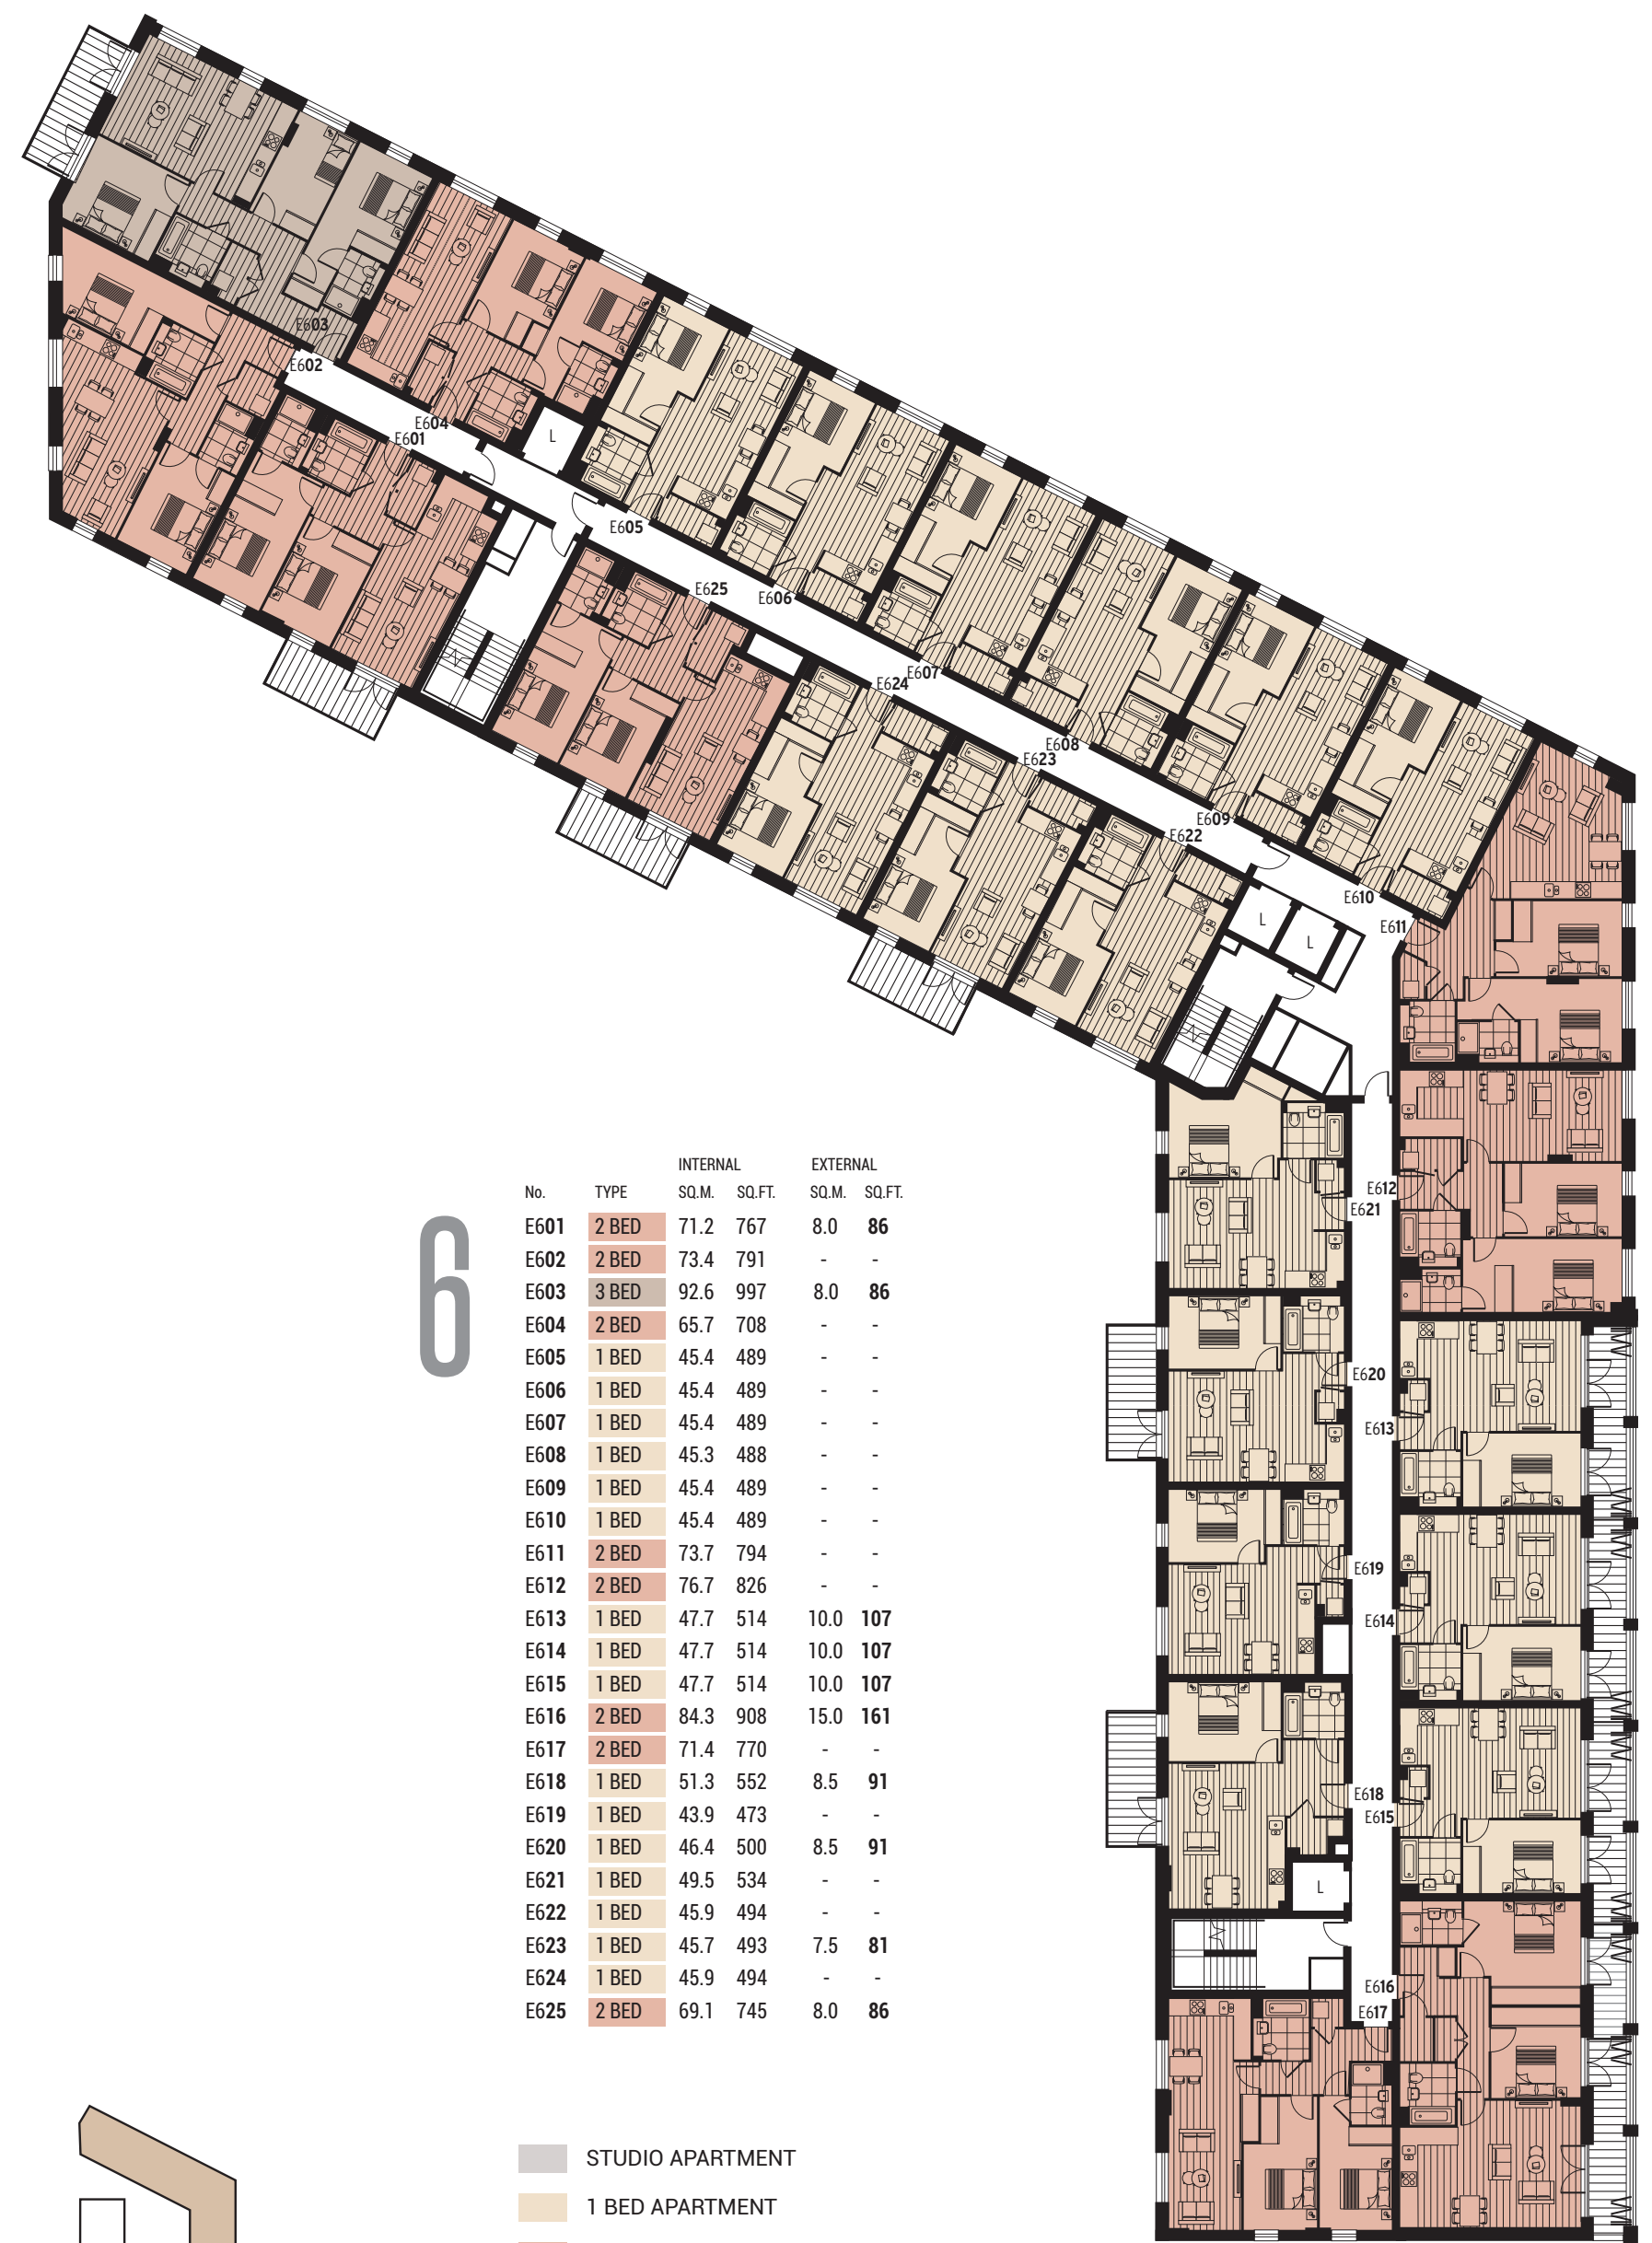 E603
E602
E604
E601
L
E605
E625
E606
E607
E624
E608
E623
E609
E622
E610
L
L
E611
E612
E621
E620
E613
E619
E614
E618
E615
L
E616
E617
6
INTERNAL EXTERNAL
No. TYPE SQ.M. SQ.FT. SQ.M. SQ.FT.
E601 2 BED 71.2 767 8.0 86
E602 2 BED 73.4 791 - -
E603 3 BED 92.6 997 8.0 86
E604 2 BED 65.7 708 - -
E605 1 BED 45.4 489 - -
E606 1 BED 45.4 489 - -
E607 1 BED 45.4 489 - -
E608 1 BED 45.3 488 - -
E609 1 BED 45.4 489 - -
E610 1 BED 45.4 489 - -
E611 2 BED 73.7 794 - -
E612 2 BED 76.7 826 - -
E613 1 BED 47.7 514 10.0 107
E614 1 BED 47.7 514 10.0 107
E615 1 BED 47.7 514 10.0 107
E616 2 BED 84.3 908 15.0 161
E617 2 BED 71.4 770 - -
E618 1 BED 51.3 552 8.5 91
E619 1 BED 43.9 473 - -
E620 1 BED 46.4 500 8.5 91
E621 1 BED 49.5 534 - -
E622 1 BED 45.9 494 - -
E623 1 BED 45.7 493 7.5 81
E624 1 BED 45.9 494 - -
E625 2 BED 69.1 745 8.0 86
STUDIO APARTMENT
1 BED APARTMENT